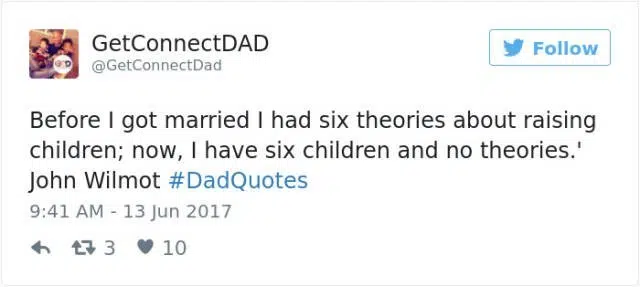 GetConnectDAD
@GetConnectDad
Follow
Before I got married I had six theories about raising
children; now, I have six children and no theories.'
John Wilmot #DadQuotes
9:41 AM - 13 Jun 2017
3 10